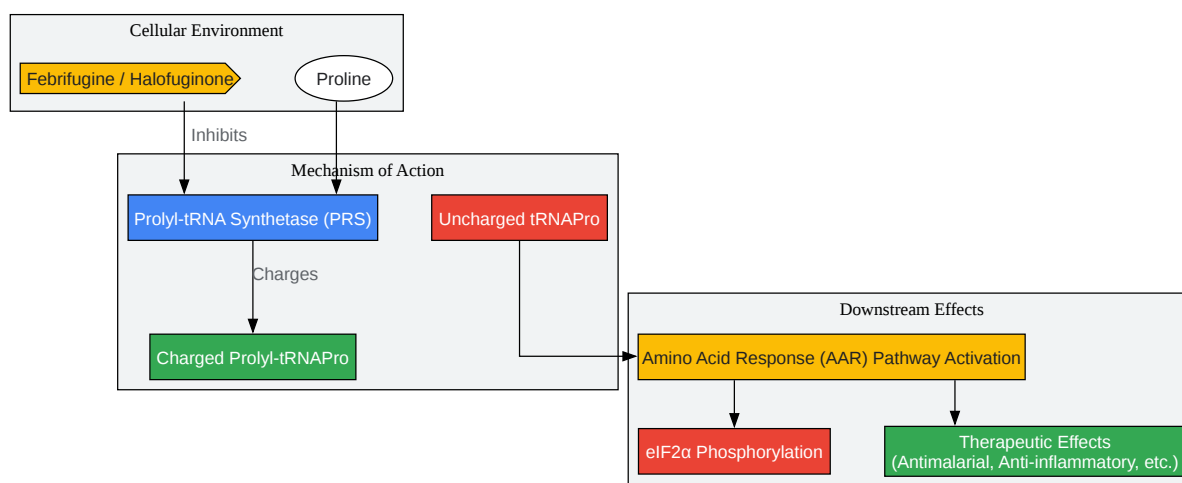 Cellular Environment
Febrifugine / Halofuginone
Proline
Inhibits
Mechanism of Action
Prolyl-tRNA Synthetase (PRS)
Uncharged tRNAPro
Charges
Charged Prolyl-tRNAPro
Downstream Effects
Amino Acid Response (AAR) Pathway Activation
eIF2α Phosphorylation
Therapeutic Effects
(Antimalarial, Anti-inflammatory, etc.)